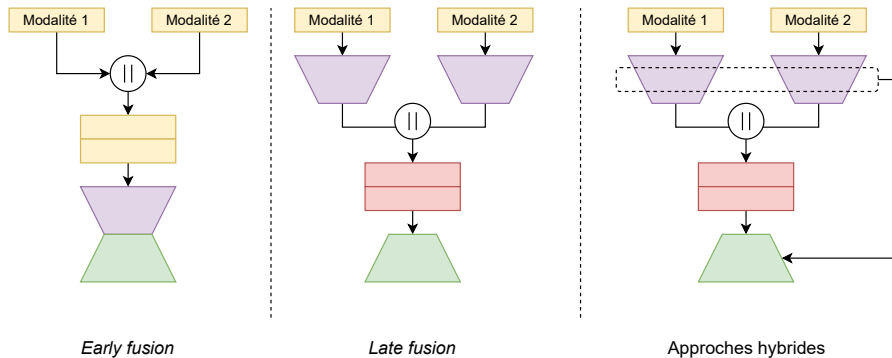 Modalité 1
Modalité 2
||
Early fusion
Modalité 1
Modalité 2
||
Late fusion
Modalité 1
Modalité 2
||
Approches hybrides